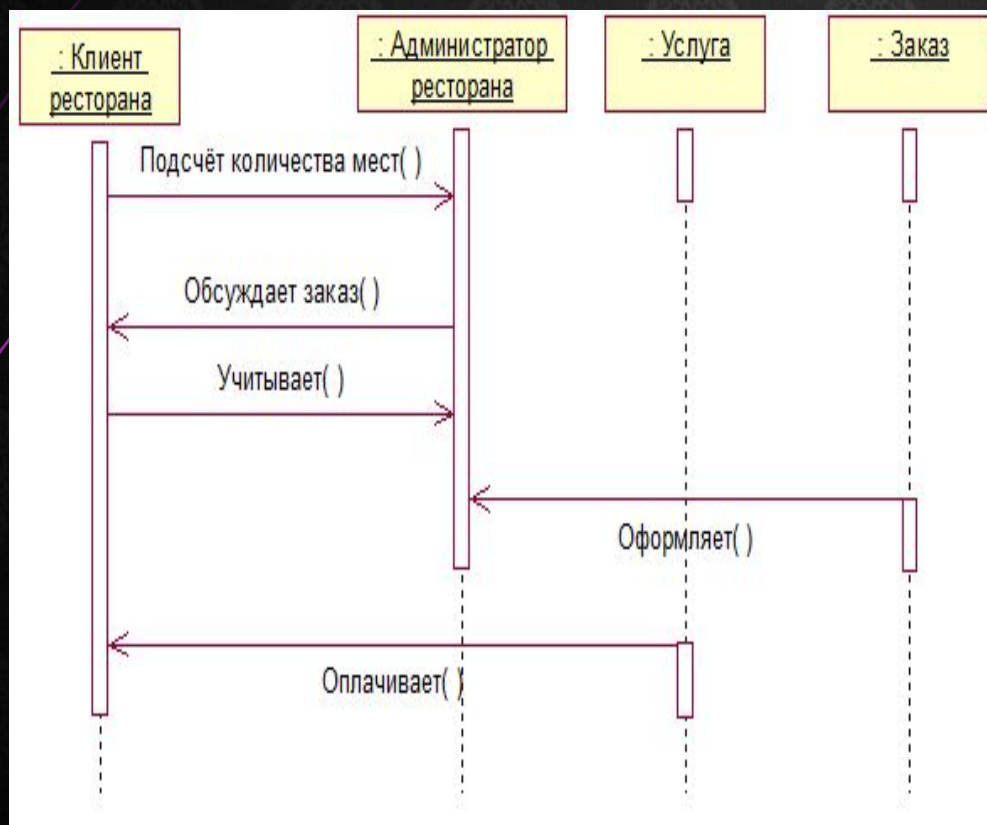 : Клиент
ресторана
: Администратор
ресторана
: Услуга
: Заказ
Подсчёт количества мест( )
Обсуждает заказ( )
Учитывает( )
Оформляет( )
Оплачивает( )